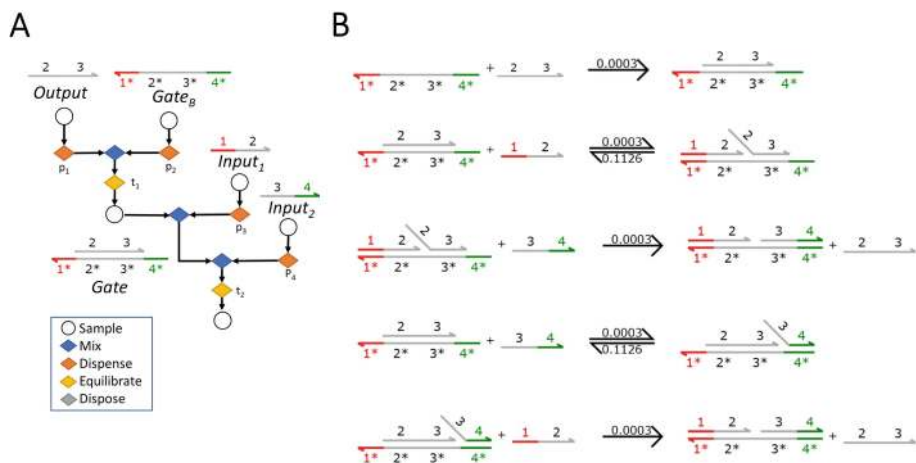 A
2 3
1* 2* 3* 4*
Output
Gate_B
p1
p2
t1
1 2
Input1
3 4
Input2
p3
2 3
1* 2* 3* 4*
Gate
p4
t2
Sample
Mix
Dispense
Equilibrate
Dispose
B
1* 2* 3* 4* + 2 3 0.0003 2 3 1* 2* 3* 4*
2 3 1* 2* 3* 4* + 1 2 0.0003 0.1126 1 2 2 3 1* 2* 3* 4*
1 2 2 3 1* 2* 3* 4* + 3 4 0.0003 1 2 3 4 1* 2* 3* 4* + 2 3
2 3 1* 2* 3* 4* + 3 4 0.0003 0.1126 2 3 3 4 1* 2* 3* 4*
2 3 3 4 1* 2* 3* 4* + 1 2 0.0003 1 2 3 4 1* 2* 3* 4* + 2 3